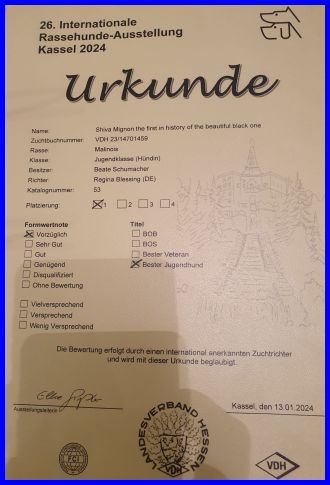 26. Internationale
Rassehunde-Ausstellung
Kassel 2024
Urkunde
Name: Shiva Mignon the first in history of the beautiful black one
Zuchtbuchnummer: VDH 23/14701459
Rasse: Malinois
Klasse: Jugendklasse (Hündin)
Besitzer: Beate Schumacher
Richter: Regina Blessing (DE)
Katalognummer: 53
Platzierung: 1 2 3 4
Formwertnote Titel
Vorzüglich BOB
Sehr Gut BOS
Gut Bester Veteran
Genügend Bester Jugendhund
Disqualifiziert
Ohne Bewertung
Vielversprechend
Versprechend
Wenig Versprechend
Die Bewertung erfolgt durch einen international anerkannten Zuchtrichter
und wird mit dieser Urkunde beglaubigt.
Kassel, den 13.01.2024
Ausstellungsleiterin
FCI
LANDESVERBAND HESSEN
VDH
VDH